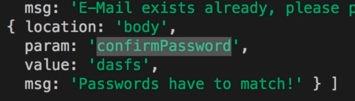 msg: 'E-Mail exists already, please p
{ location: 'body',
param: 'confirmPassword',
value: 'dasfs',
msg: 'Passwords have to match!' } ]